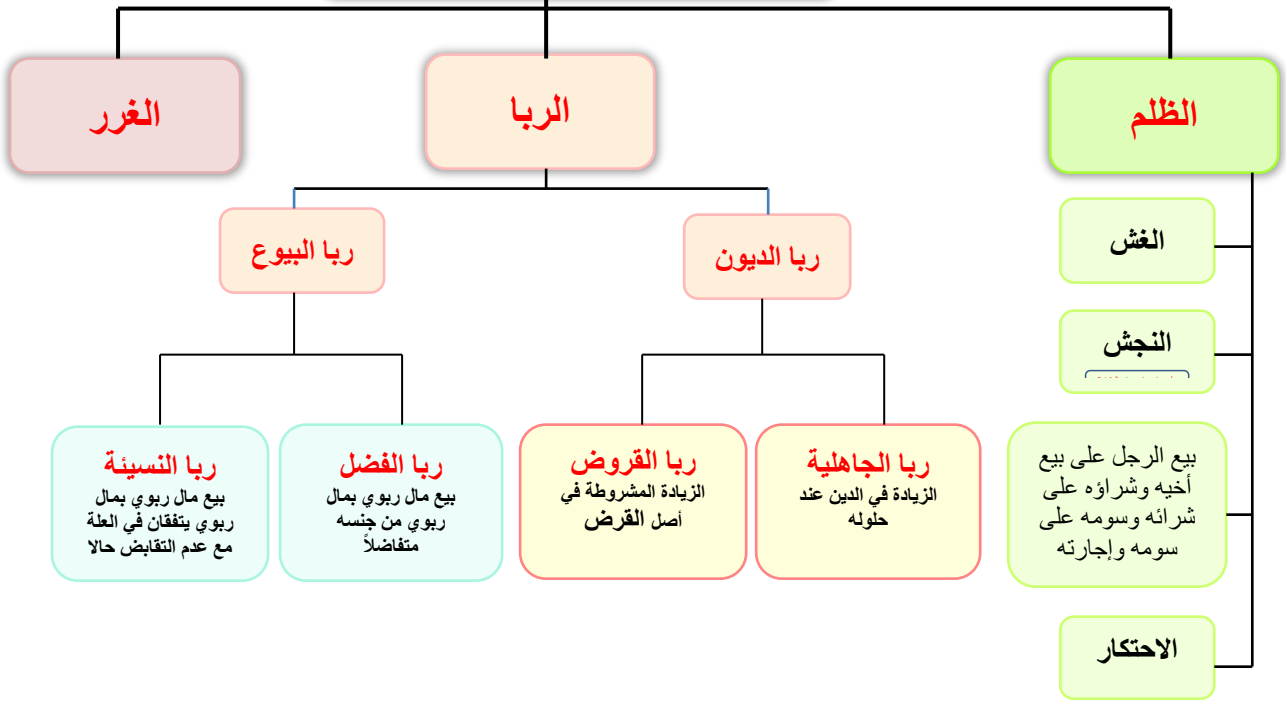 الظلم
الربا
الغرر
الغش
النجش
بيع الرجل على بيع
أخيه وشراؤه على
شرائه وسومه على
سومه وإجارته
الاحتكار
ربا الديون
ربا البيوع
ربا الجاهلية
الزيادة في الدين عند
حلوله
ربا القروض
الزيادة المشروطة في
أصل القرض
ربا الفضل
بيع مال ربوي بمال
ربوي من جنسه
متفاضلاً
ربا النسيئة
بيع مال ربوي بمال
ربوي يتفقان في العلة
مع عدم التقابض حالا